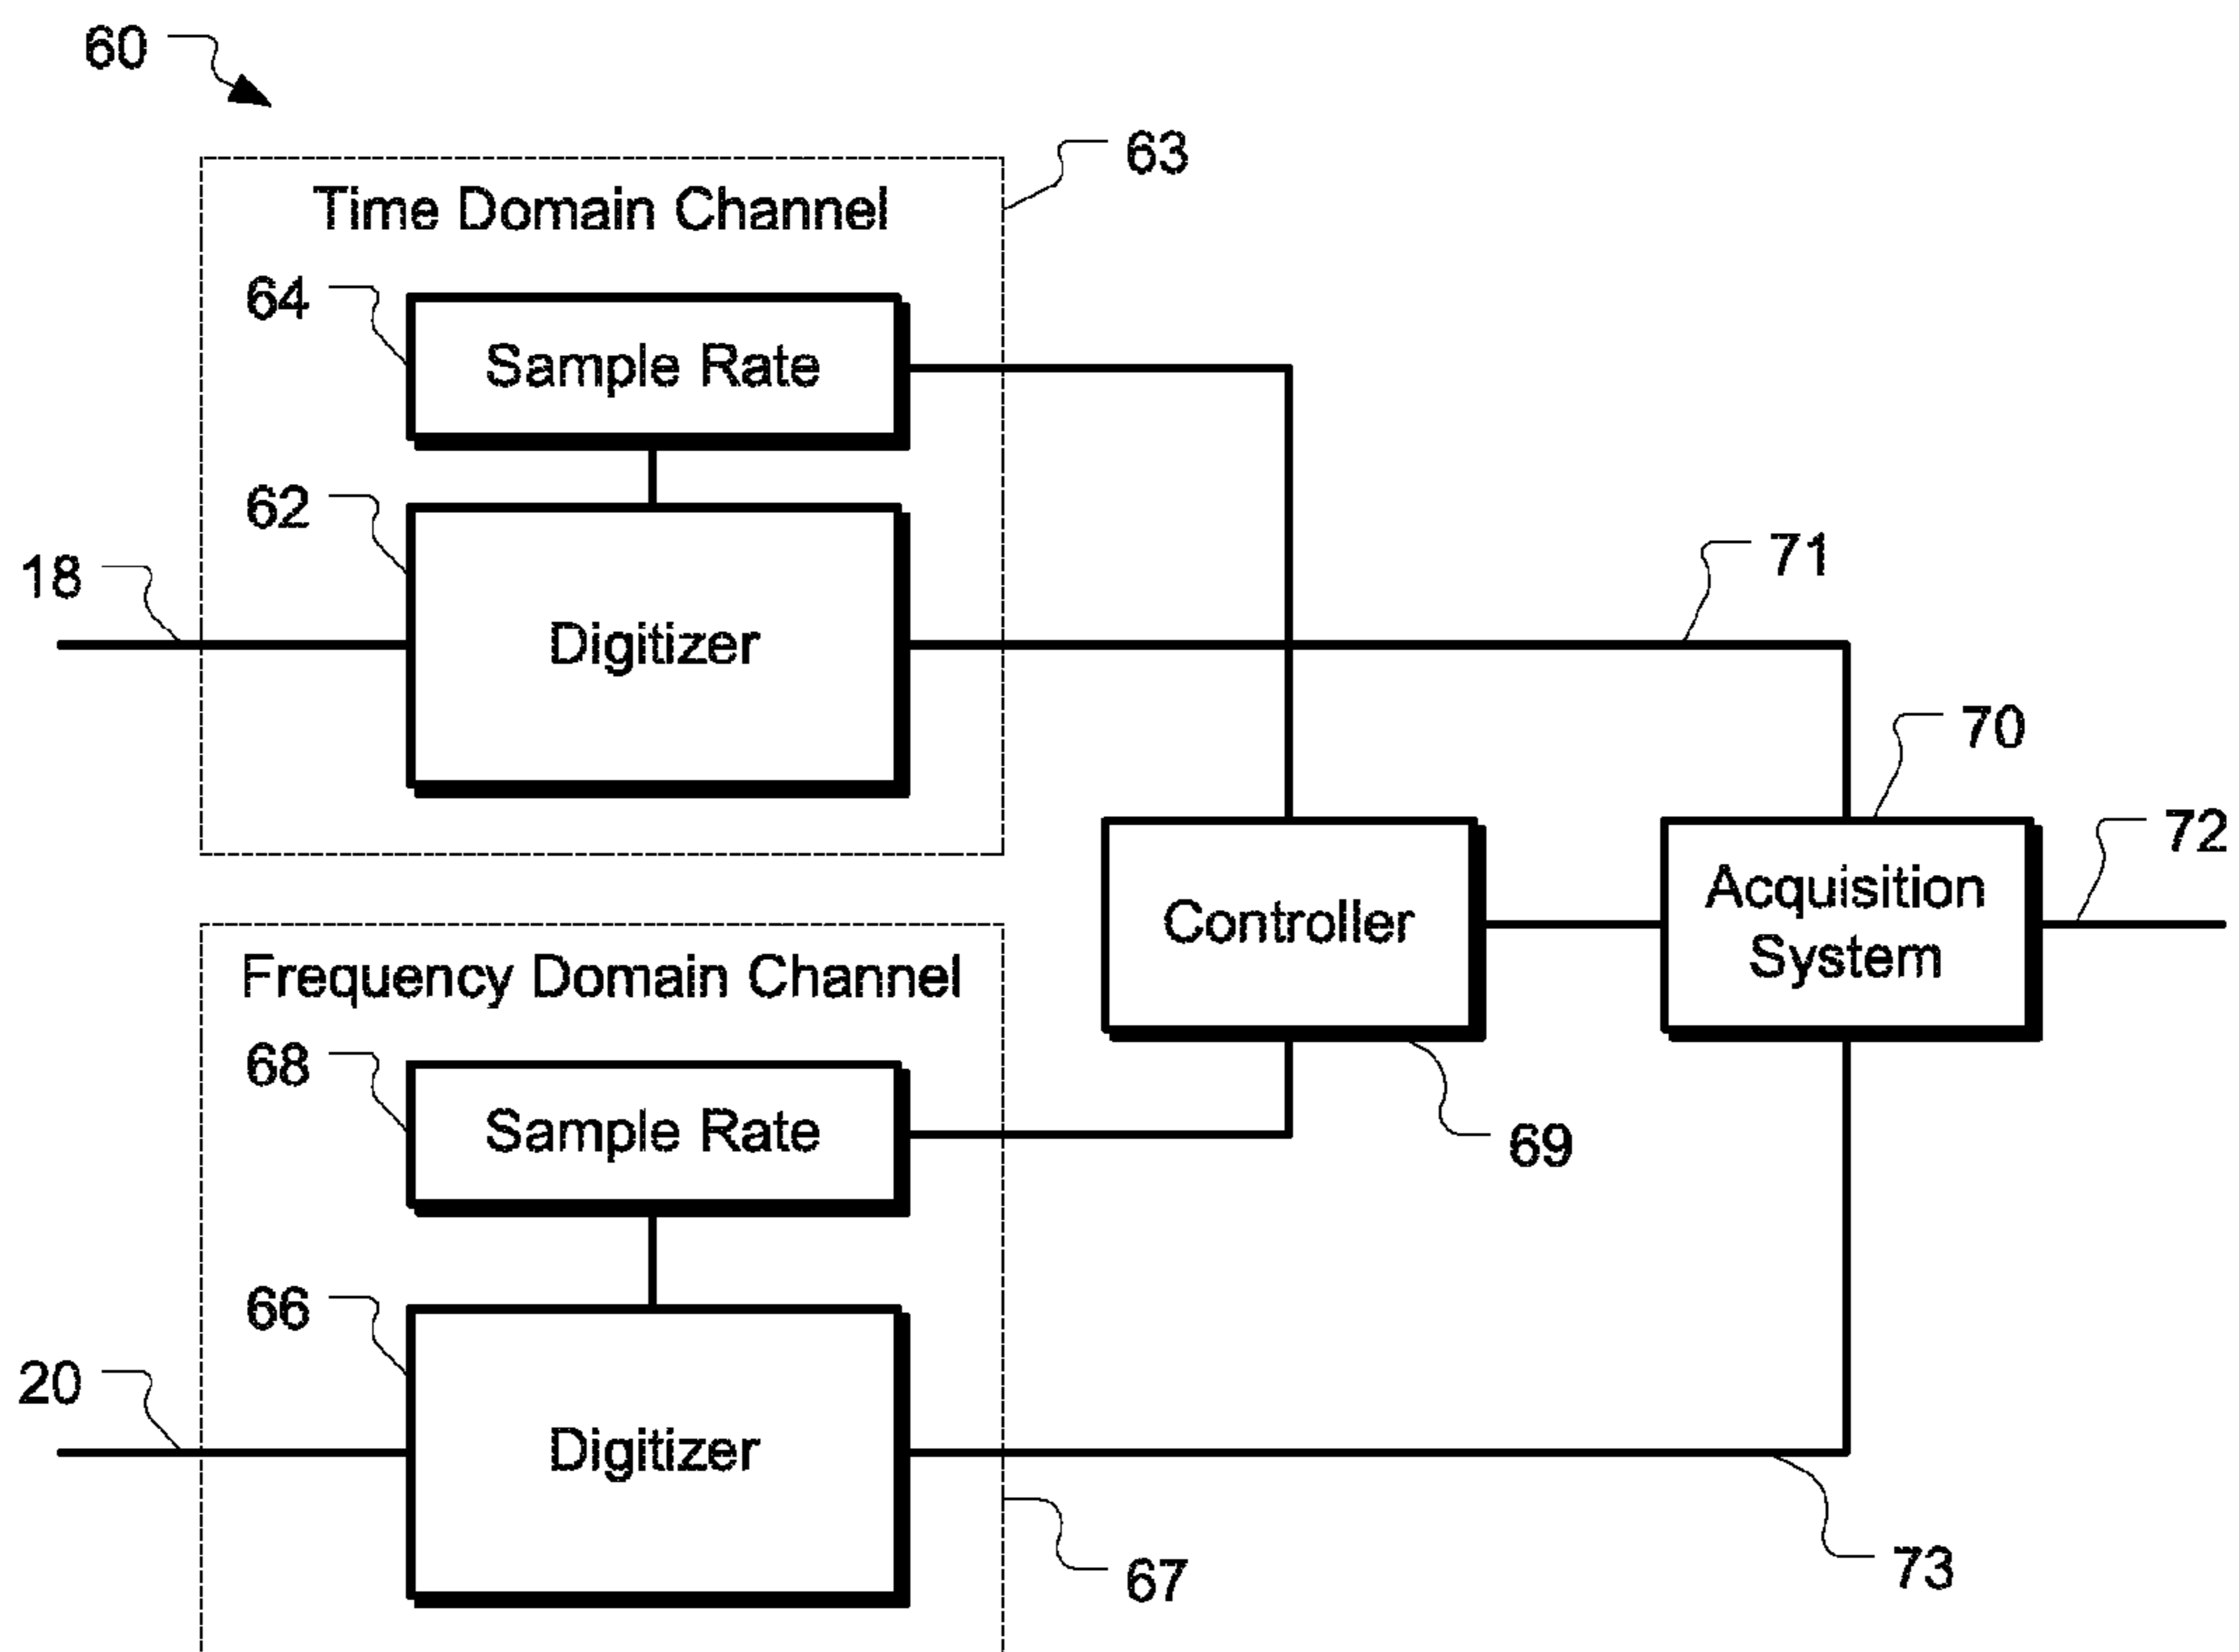 60
63
Time Domain Channel
64
Sample Rate
62
18
Digitizer
71
70
72
Acquisition
System
Controller
Frequency Domain Channel
68
Sample Rate
69
66
20
Digitizer
67
73